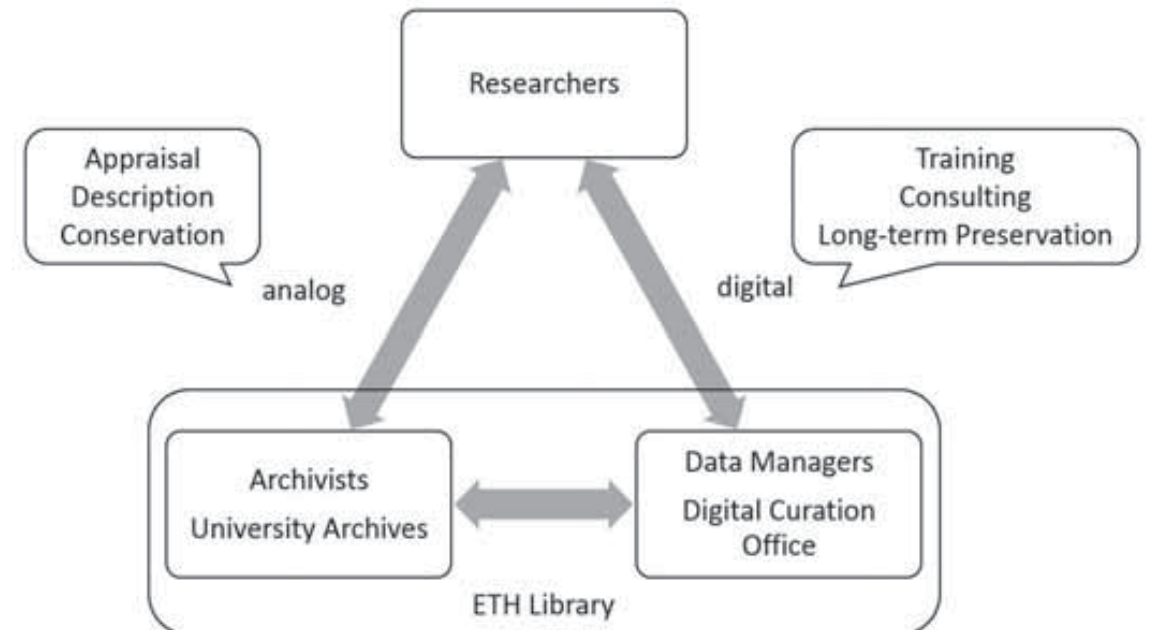 Researchers
Appraisal
Description
Conservation
Training
Consulting
Long-term Preservation
analog
digital
Archivists
University Archives
Data Managers
Digital Curation
Office
ETH Library